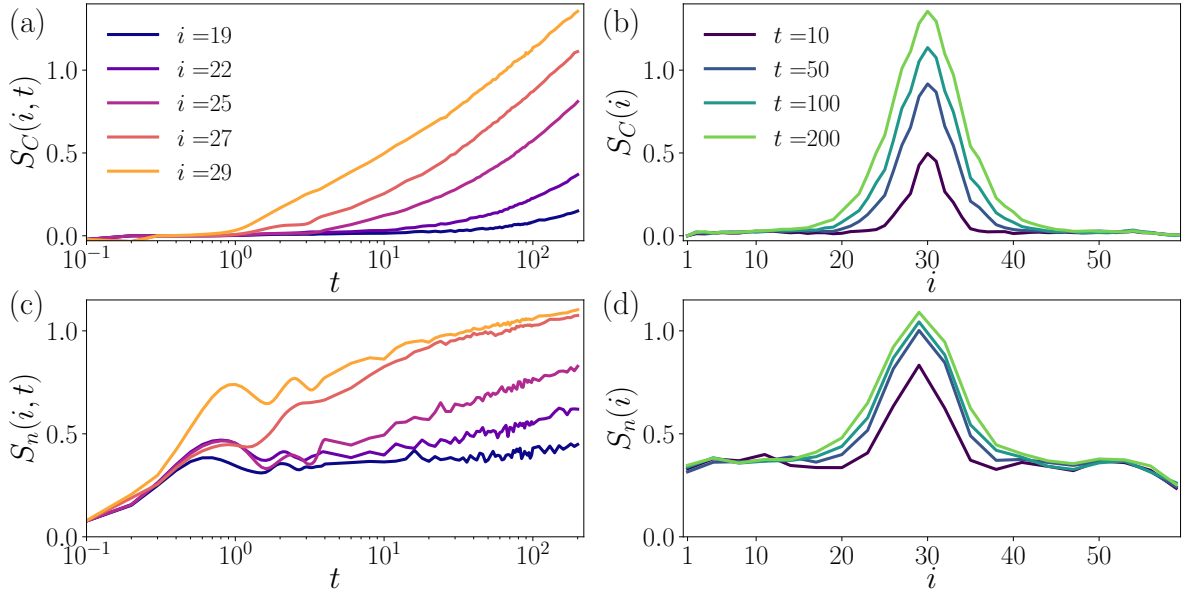 (a)
S_C(i, t)
1.0
0.5
0.0
i =19
i =22
i =25
i =27
i =29
10^{-1} 10^0 10^1 10^2
t
(b)
S_C(i)
1.0
0.5
0.0
t =10
t =50
t =100
t =200
1 10 20 30 40 50
i
(c)
S_n(i, t)
1.0
0.5
0.0
10^{-1} 10^0 10^1 10^2
t
(d)
S_n(i)
1.0
0.5
0.0
1 10 20 30 40 50
i